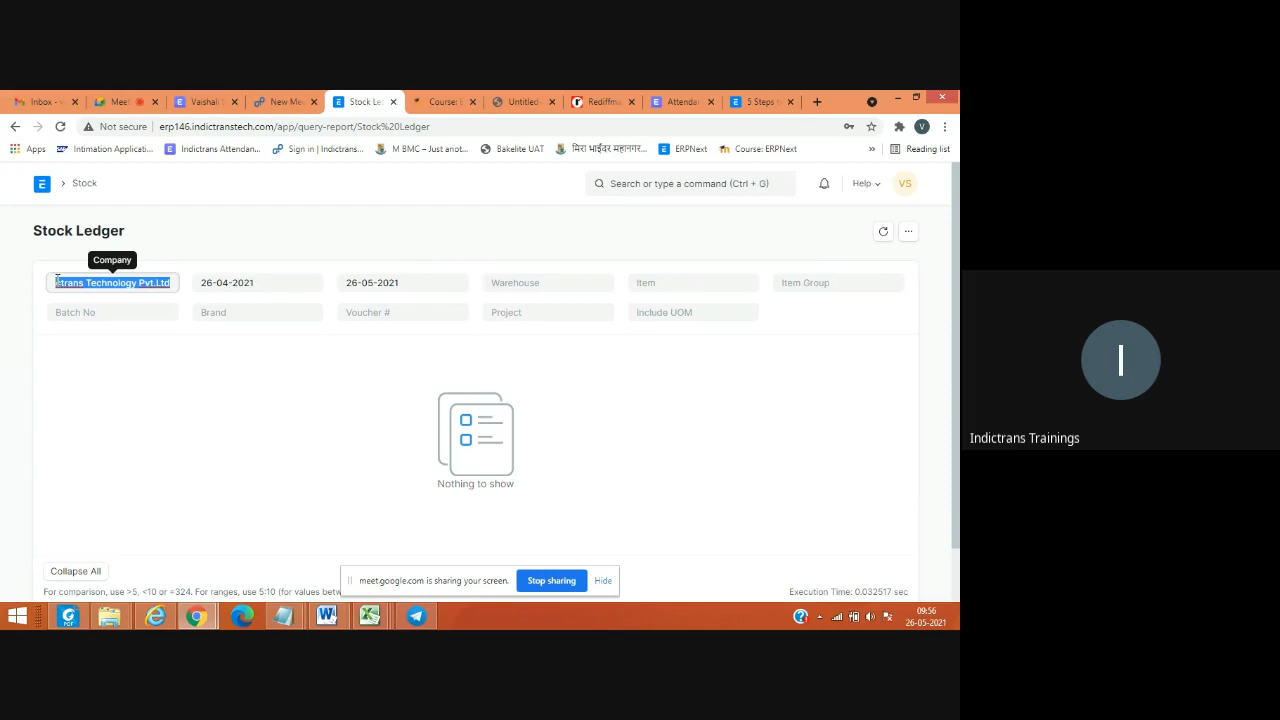 Inbox - v
Meet
Vaishali
New Me
Stock Le
Course: E
Untitled-
Rediffma
Attenda
5 Steps t
Not secure
erp146.indictranstech.com/app/query-report/Stock%20Ledger
Apps
Intimation Applicati...
Indictrans Attendan...
Sign in | Indictrans...
M BMC – Just anot...
Bakelite UAT
मिरा भाईंदर महानगर...
ERPNext
Course: ERPNext
»
Reading list
E
Stock
Search or type a command (Ctrl + G)
Help
VS
Stock Ledger
Company
trans Technology Pvt.Ltd
26-04-2021
26-05-2021
Warehouse
Item
Item Group
Batch No
Brand
Voucher #
Project
Include UOM
Nothing to show
Collapse All
meet.google.com is sharing your screen.
Stop sharing
Hide
For comparison, use >5, <10 or =324. For ranges, use 5:10 (for values betw
Execution Time: 0.032517 sec
09:56
26-05-2021
I
Indictrans Trainings